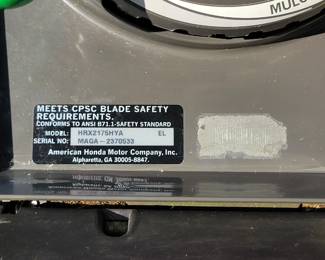 MULC
MEETS CPSC BLADE SAFETY
REQUIREMENTS.
CONFORMS TO ANSI B71.1-SAFETY STANDARD
MODEL: HRX2175HYA EL
SERIAL NO: MAGA - 2370533
American Honda Motor Company, Inc.
Alpharetta, GA 30005-8847.